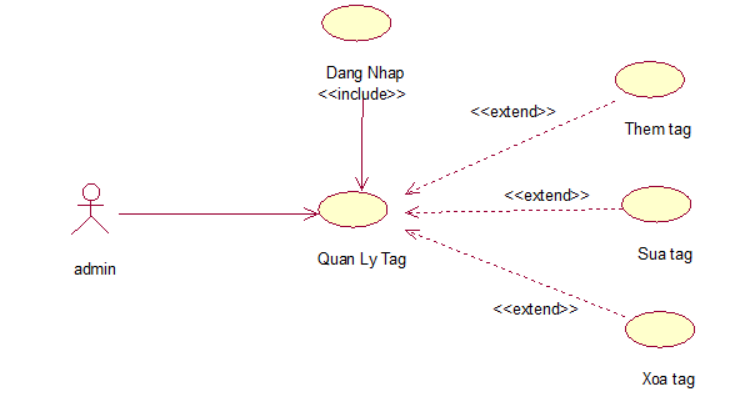 Dang Nhap
<<include>>
<<extend>>
Them tag
<<extend>>
Sua tag
admin
Quan Ly Tag
<<extend>>
Xoa tag